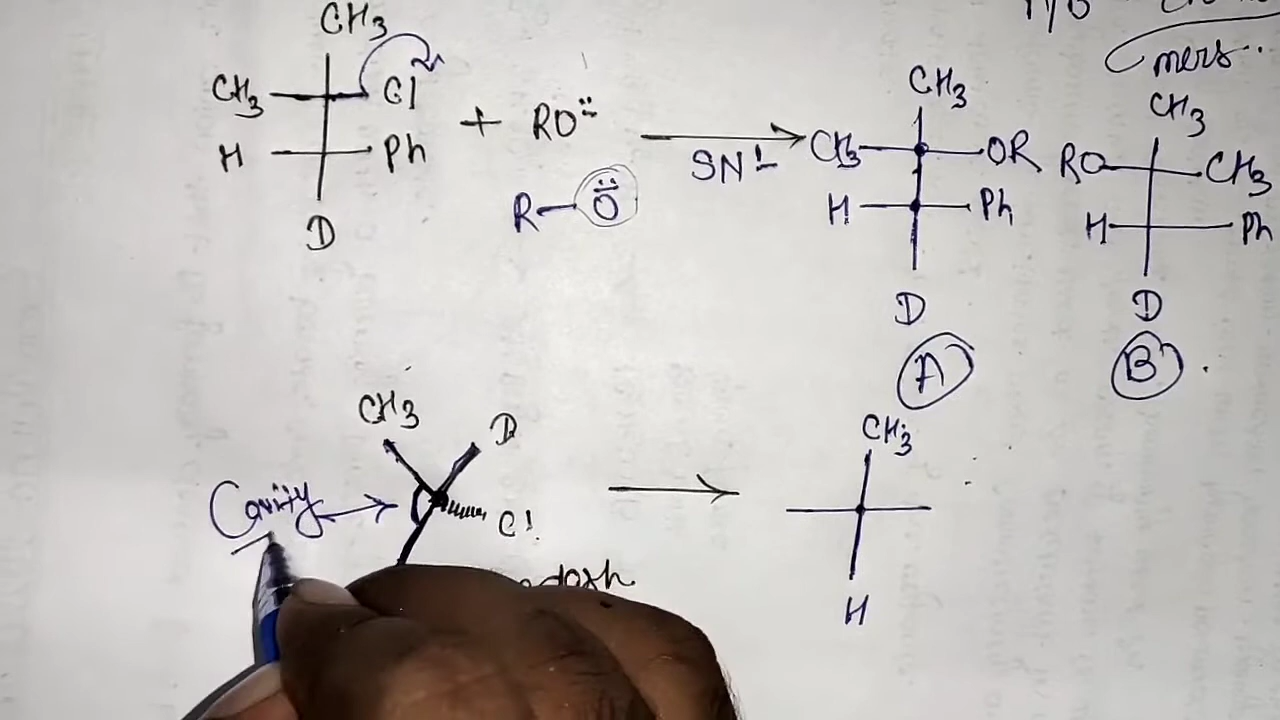 CH3
CH3 Cl
H Ph
D
+ RO:
R-Ö
SN1
CH3
CH3 OR
H Ph
D
A
mers..
CH3
RO CH3
H Ph
D
B
CH3 D
Cavity
Cl
dash
CH3
H